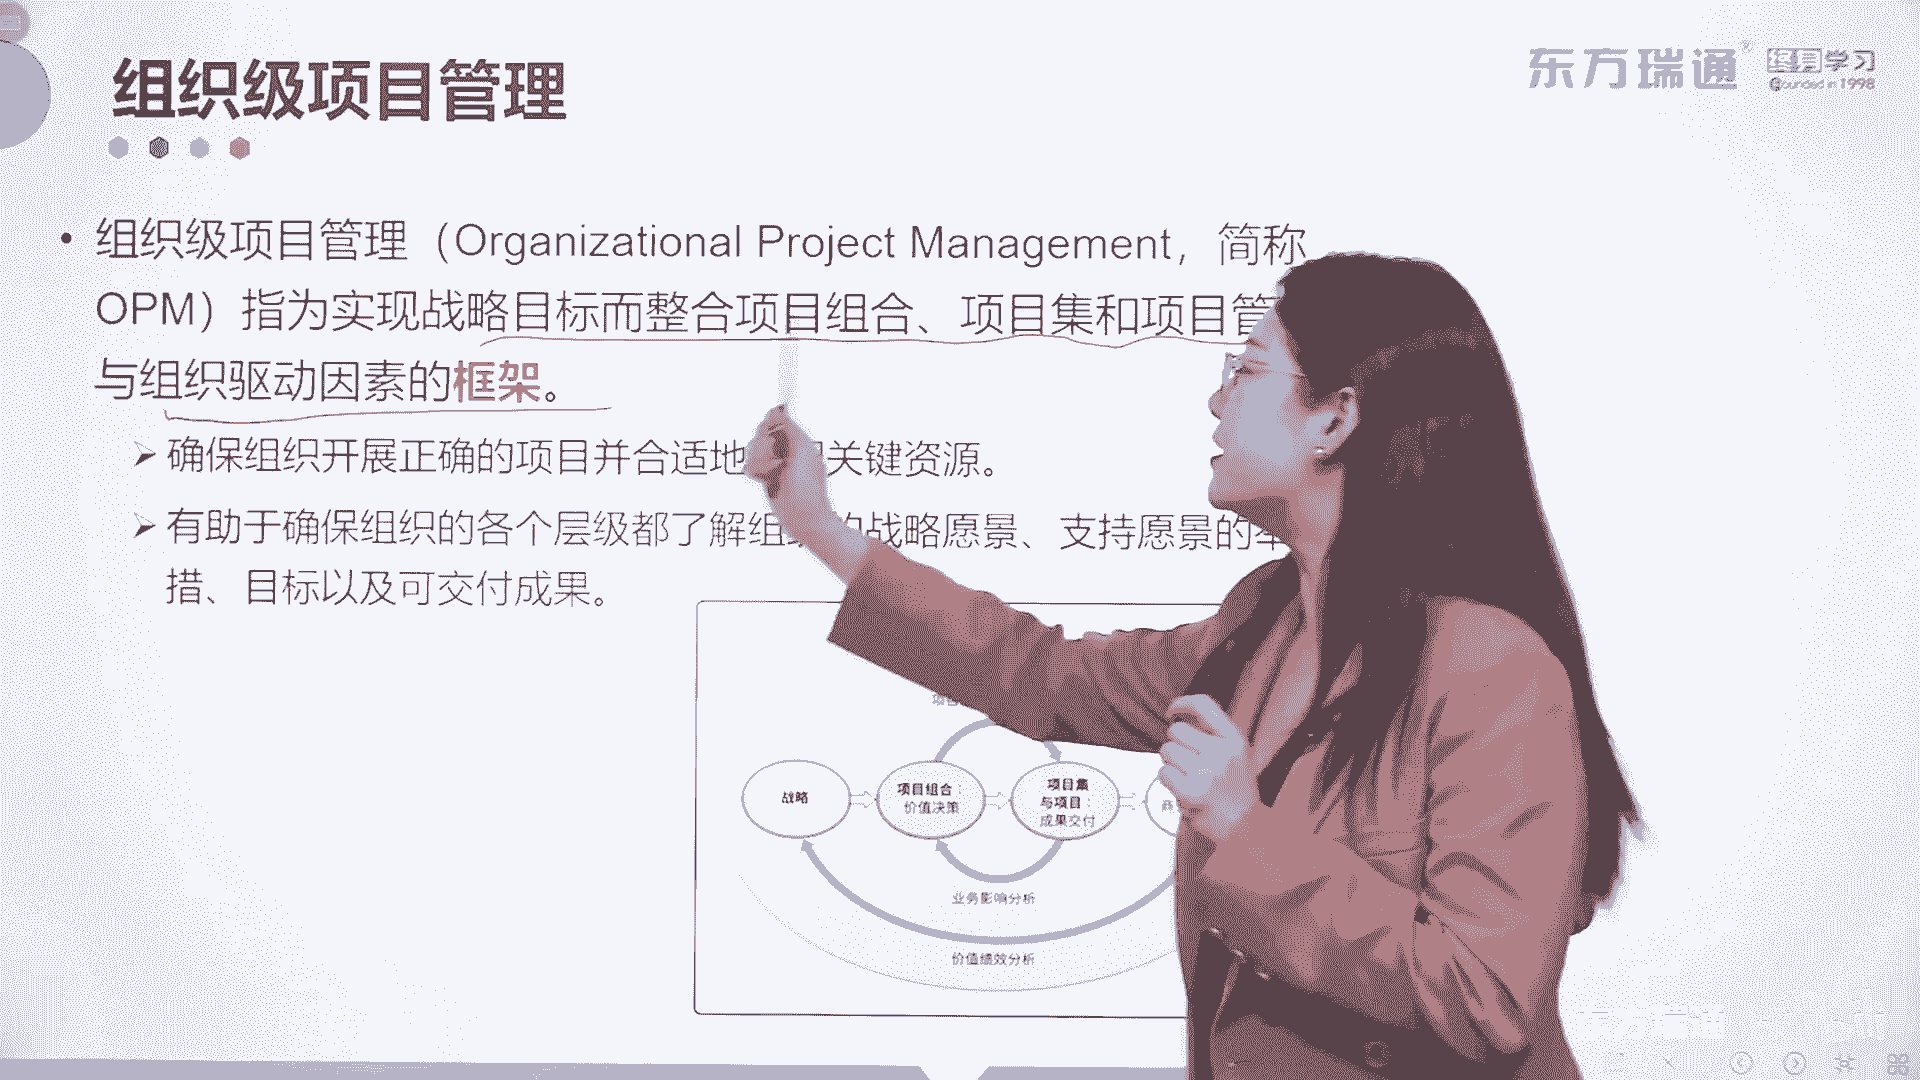 组织级项目管理
东方瑞通
终身学习
Founded in 1998
• 组织级项目管理（Organizational Project Management，简称
OPM）指为实现战略目标而整合项目组合、项目集和项目管
与组织驱动因素的框架。
➢ 确保组织开展正确的项目并合适地 关键资源。
➢ 有助于确保组织的各个层级都了解组 战略愿景、支持愿景的举
措、目标以及可交付成果。
战略
项目组合：
价值决策
项目集
与项目：
成果交付
商
业务影响分析
价值绩效分析